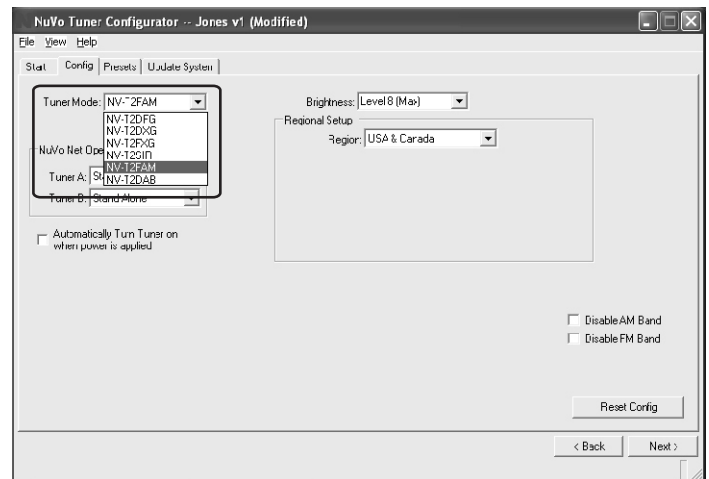 NuVo Tuner Configurator -- Jones v1 (Modified)
File View Help
Start Config Presets Update System
Tuner Mode: NV-T2FAM
NV-T2DFG
NV-T2DXG
NV-T2FXG
NV-T2SIR
NV-T2FAM
NV-T2DAB
NuVo Net Ope
Tuner A: St
Tuner B: Stand Alone
Automatically Turn Tuner on
when power is applied
Brightness: Level 8 (Max)
Regional Setup
Region: USA & Canada
Disable AM Band
Disable FM Band
Reset Config
< Back Next >